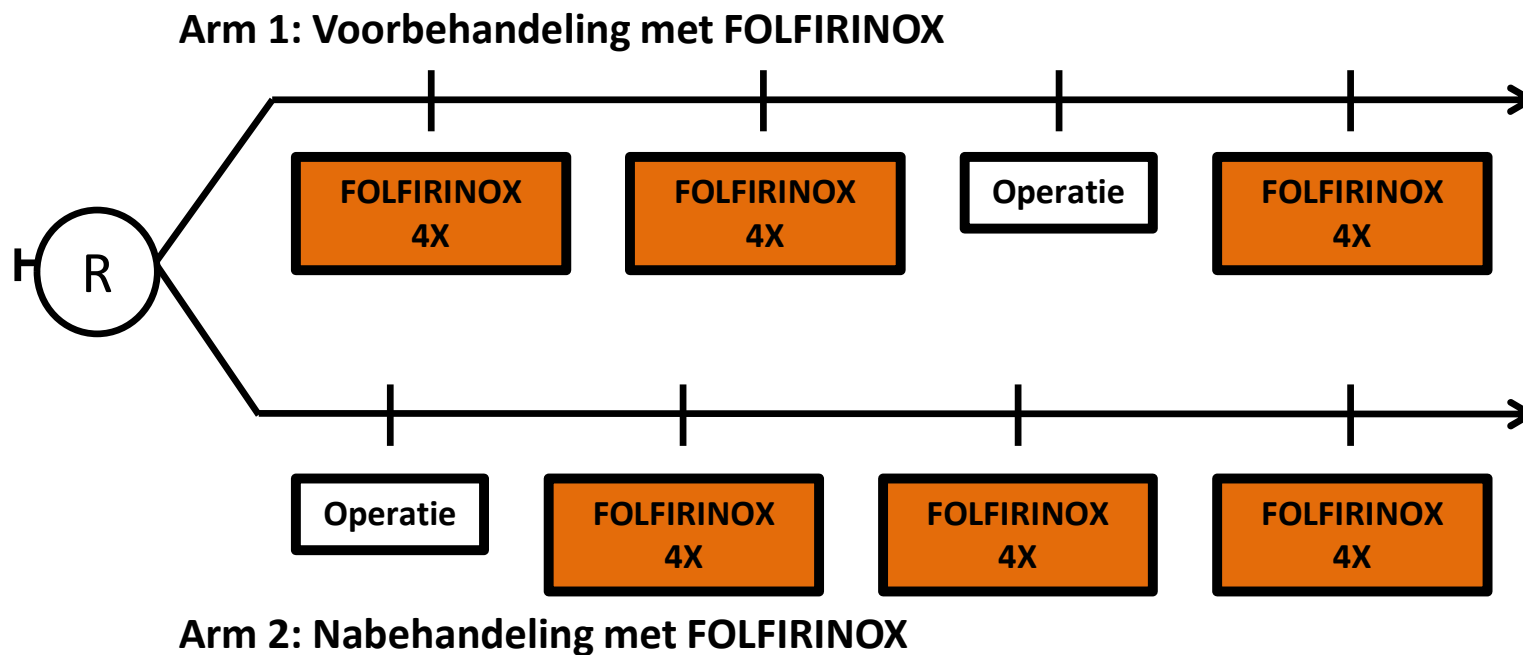 Arm 1: Voorbehandeling met FOLFIRINOX
FOLFIRINOX
4X
FOLFIRINOX
4X
Operatie
FOLFIRINOX
4X
R
Operatie
FOLFIRINOX
4X
FOLFIRINOX
4X
FOLFIRINOX
4X
Arm 2: Nabehandeling met FOLFIRINOX